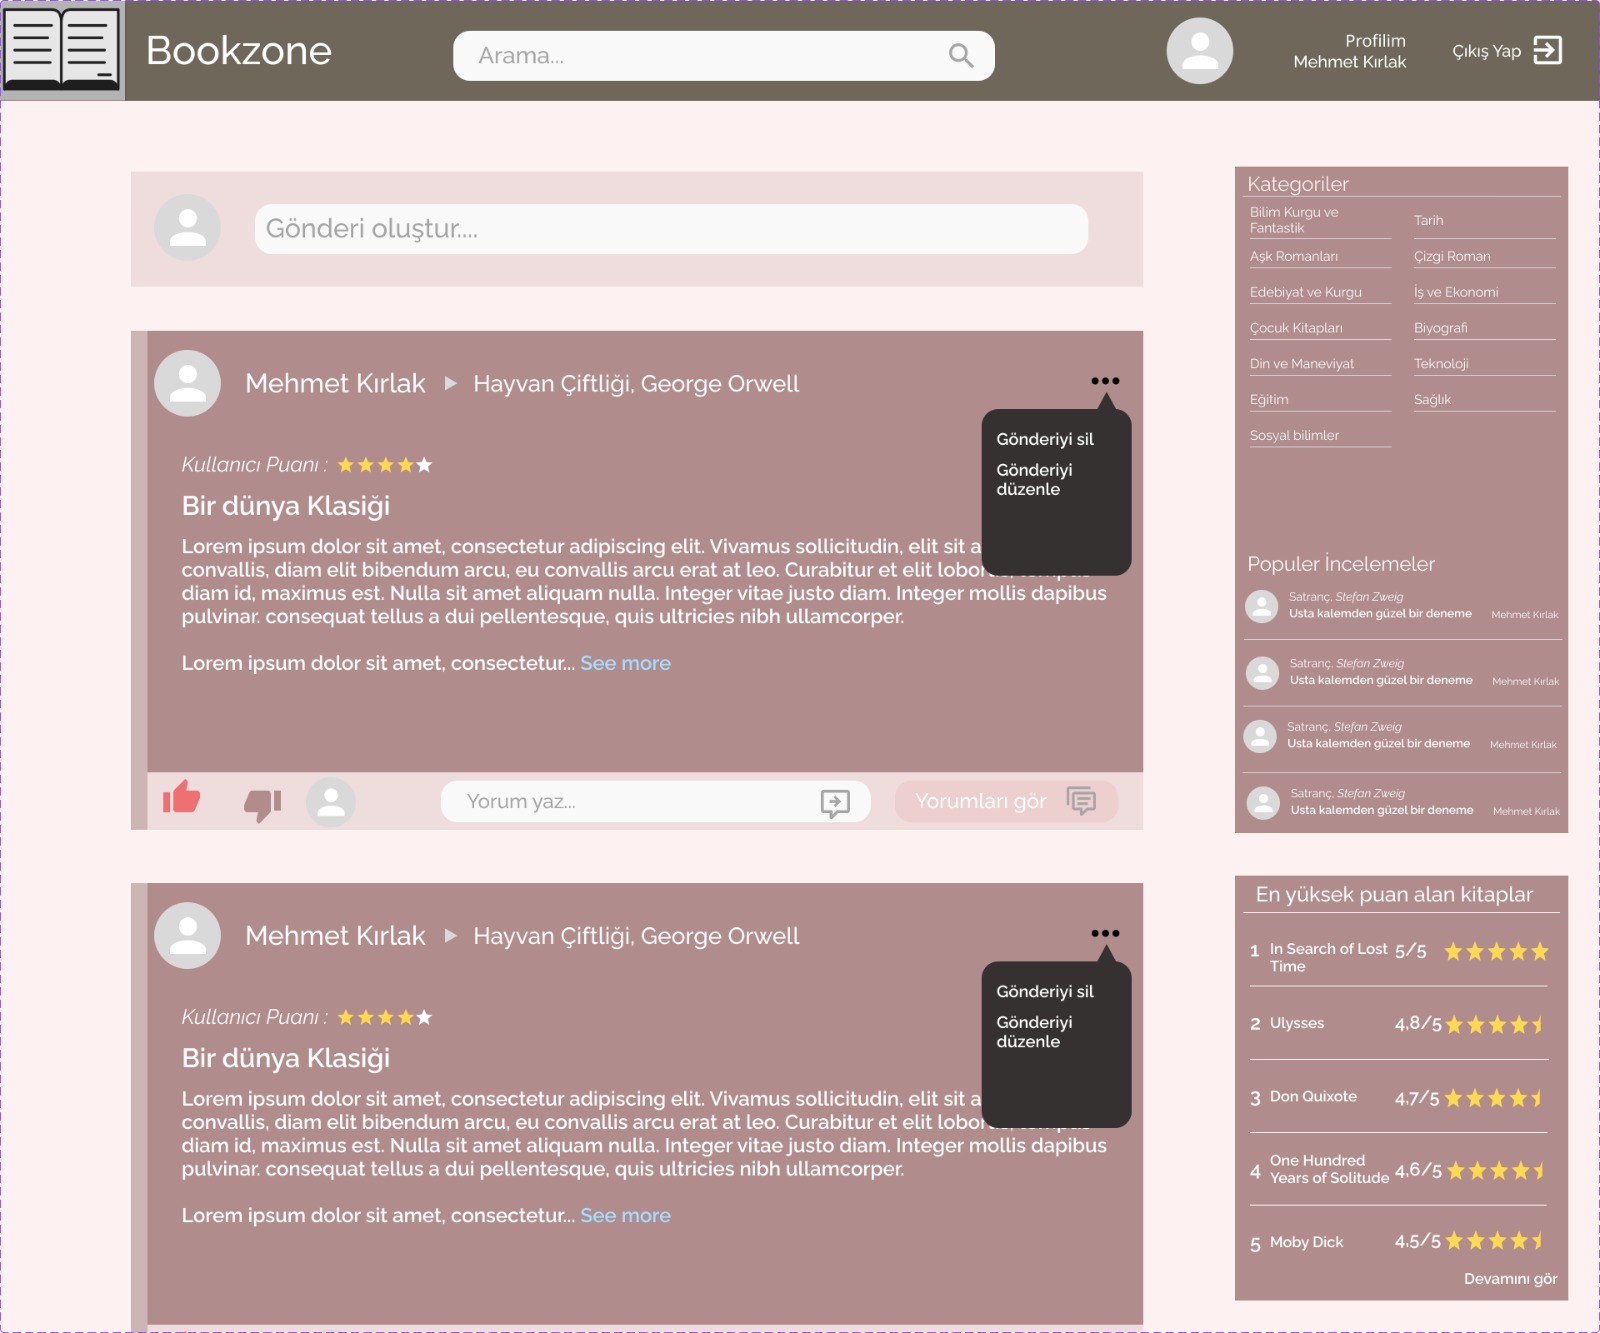 Bookzone
Arama...
Profilim
Mehmet Kırlak
Çıkış Yap
Gönderi oluştur....
Mehmet Kırlak
Hayvan Çiftliği, George Orwell
Gönderiyi sil
Gönderiyi
düzenle
Kullanıcı Puanı :
Bir dünya Klasiği
Lorem ipsum dolor sit amet, consectetur adipiscing elit. Vivamus sollicitudin, elit sit a
convallis, diam elit bibendum arcu, eu convallis arcu erat at leo. Curabitur et elit
diam id, maximus est. Nulla sit amet aliquam nulla. Integer vitae justo diam. Integer mollis dapibus
pulvinar. consequat tellus a dui pellentesque, quis ultricies nibh ullamcorper.
Lorem ipsum dolor sit amet, consectetur... See more
Yorum yaz...
Yorumları gör
Mehmet Kırlak
Hayvan Çiftliği, George Orwell
Gönderiyi sil
Gönderiyi
düzenle
Kullanıcı Puanı :
Bir dünya Klasiği
Lorem ipsum dolor sit amet, consectetur adipiscing elit. Vivamus sollicitudin, elit sit a
convallis, diam elit bibendum arcu, eu convallis arcu erat at leo. Curabitur et elit
diam id, maximus est. Nulla sit amet aliquam nulla. Integer vitae justo diam. Integer mollis dapibus
pulvinar. consequat tellus a dui pellentesque, quis ultricies nibh ullamcorper.
Lorem ipsum dolor sit amet, consectetur... See more
Kategoriler
Bilim Kurgu ve
Fantastik
Tarih
Aşk Romanları
Çizgi Roman
Edebiyat ve Kurgu
İş ve Ekonomi
Çocuk Kitapları
Biyografi
Din ve Maneviyat
Teknoloji
Eğitim
Sağlık
Sosyal bilimler
Populer İncelemeler
Satranç, Stefan Zweig
Usta kalemden güzel bir deneme
Mehmet Kırlak
Satranç, Stefan Zweig
Usta kalemden güzel bir deneme
Mehmet Kırlak
Satranç, Stefan Zweig
Usta kalemden güzel bir deneme
Mehmet Kırlak
Satranç, Stefan Zweig
Usta kalemden güzel bir deneme
Mehmet Kırlak
En yüksek puan alan kitaplar
1 In Search of Lost 5/5
Time
2 Ulysses 4,8/5
3 Don Quixote 4,7/5
One Hundred
4 Years of Solitude 4,6/5
5 Moby Dick 4,5/5
Devamını gör